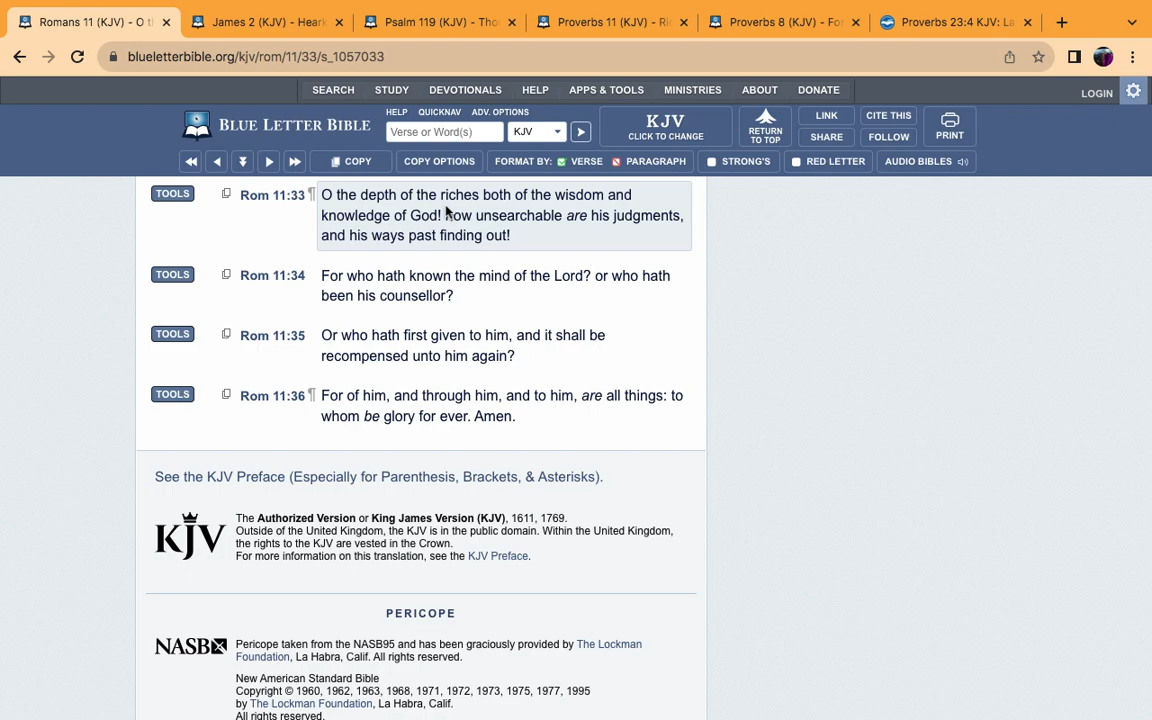 Romans 11 (KJV) - O th
James 2 (KJV) - Heark
Psalm 119 (KJV) - Tho
Proverbs 11 (KJV) - Ri
Proverbs 8 (KJV) - For
Proverbs 23:4 KJV: La
blueletterbible.org/kjv/rom/11/33/s_1057033
SEARCH STUDY DEVOTIONALS HELP APPS & TOOLS MINISTRIES ABOUT DONATE LOGIN
BLUE LETTER BIBLE
HELP QUICKNAV ADV. OPTIONS
Verse or Word(s) KJV
KJV
CLICK TO CHANGE
RETURN
TO TOP
LINK CITE THIS
SHARE FOLLOW
PRINT
COPY COPY OPTIONS FORMAT BY: VERSE PARAGRAPH STRONG'S RED LETTER AUDIO BIBLES
TOOLS Rom 11:33 ¶ O the depth of the riches both of the wisdom and
knowledge of God! how unsearchable are his judgments,
and his ways past finding out!
TOOLS Rom 11:34 For who hath known the mind of the Lord? or who hath
been his counsellor?
TOOLS Rom 11:35 Or who hath first given to him, and it shall be
recompensed unto him again?
TOOLS Rom 11:36 ¶ For of him, and through him, and to him, are all things: to
whom be glory for ever. Amen.
See the KJV Preface (Especially for Parenthesis, Brackets, & Asterisks).
KJV
The Authorized Version or King James Version (KJV), 1611, 1769.
Outside of the United Kingdom, the KJV is in the public domain. Within the United Kingdom,
the rights to the KJV are vested in the Crown.
For more information on this translation, see the KJV Preface.
PERICOPE
NASB
Pericope taken from the NASB95 and has been graciously provided by The Lockman
Foundation, La Habra, Calif. All rights reserved.
New American Standard Bible
Copyright © 1960, 1962, 1963, 1968, 1971, 1972, 1973, 1975, 1977, 1995
by The Lockman Foundation, La Habra, Calif.
All rights reserved.